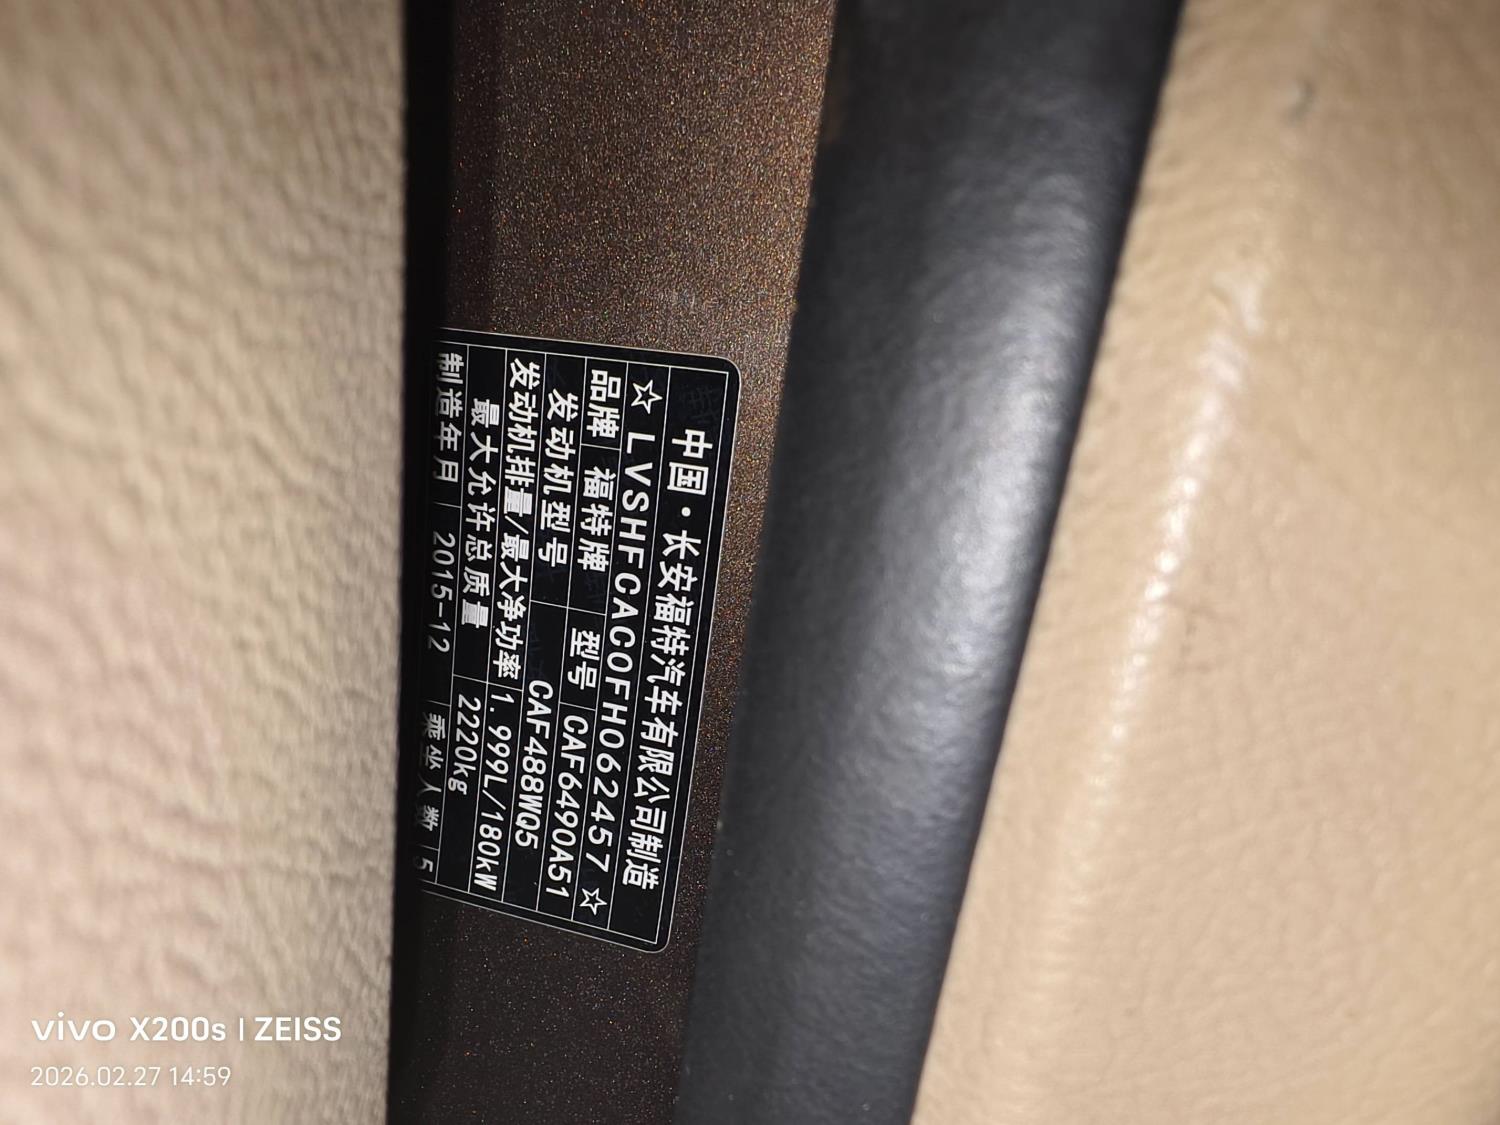 中国·长安福特汽车有限公司制造
☆ LVSHFCAC0FH062457 ☆
品牌 福特牌 型号 CAF6490A51
发动机型号 CAF488WQ5
发动机排量/最大净功率 1.999L/180kW
最大允许总质量 2220kg
制造年月 2015-12 乘坐人数 5
vivo X200s | ZEISS
2026.02.27 14:59